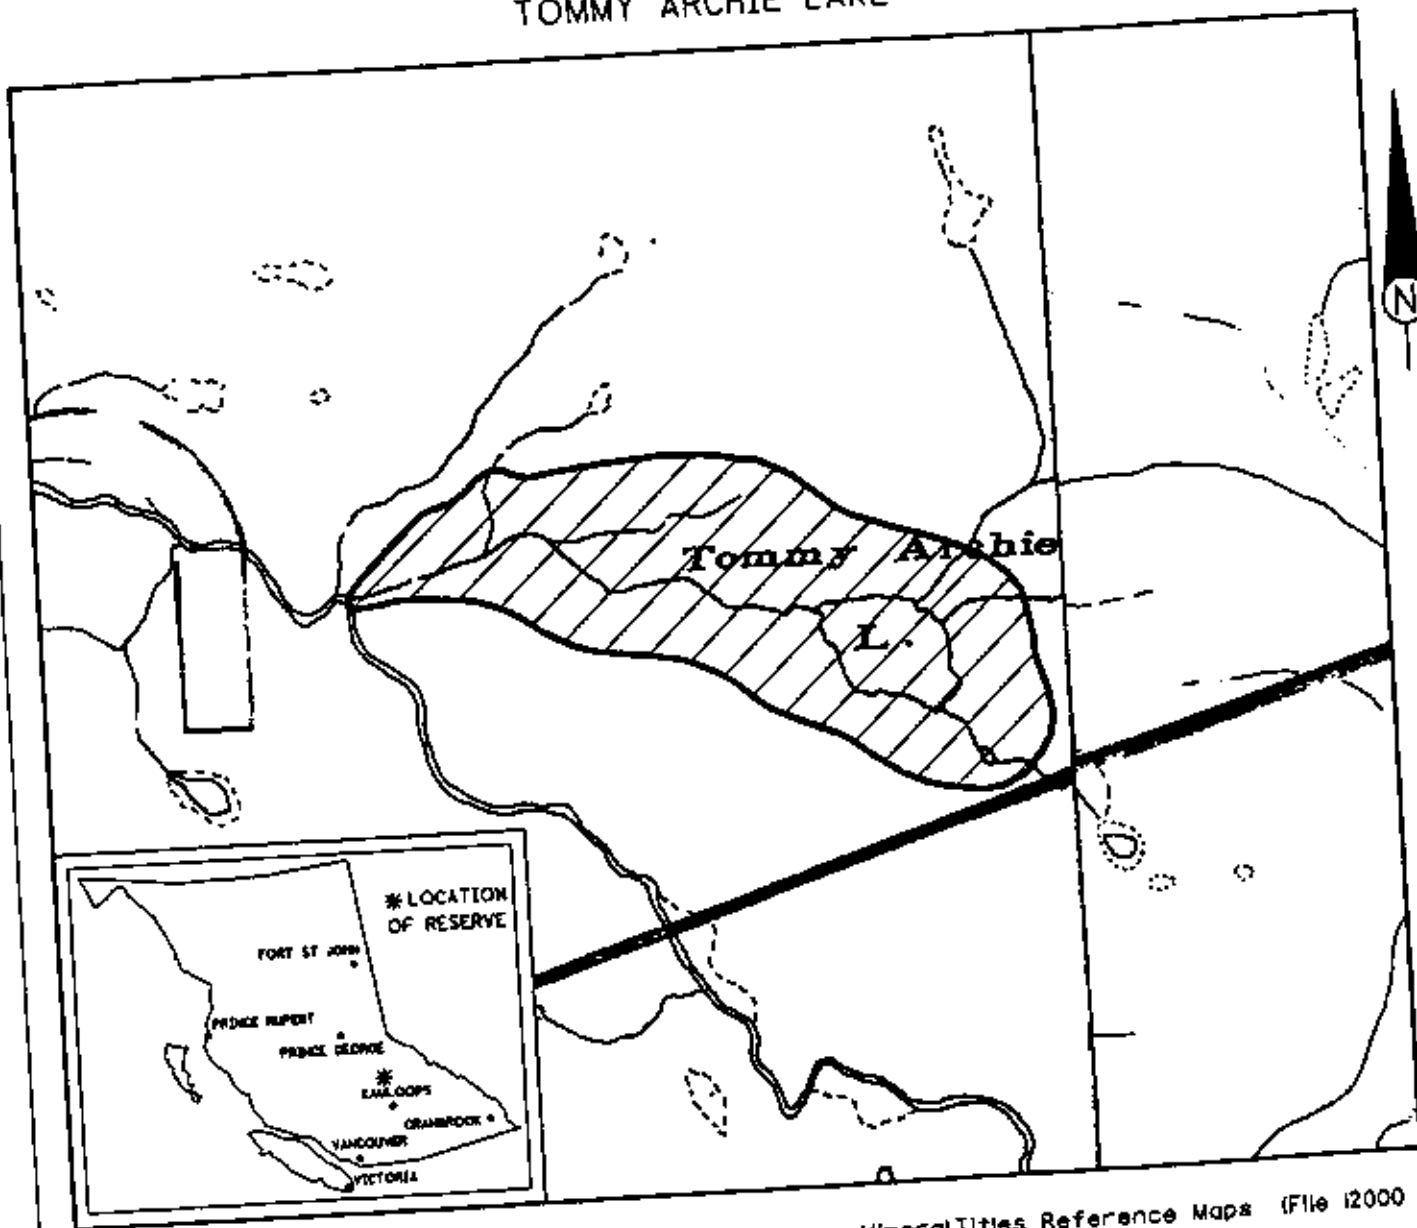 TOMMY ARCHIE LAKE
N
Tommy Archie
L.
LOCATION
OF RESERVE
FORT ST JOHN
PRINCE RUPERT
PRINCE GEORGE
KAMLOOPS
CRANBROOK
VANCOUVER
VICTORIA
Reference Maps (File 12000